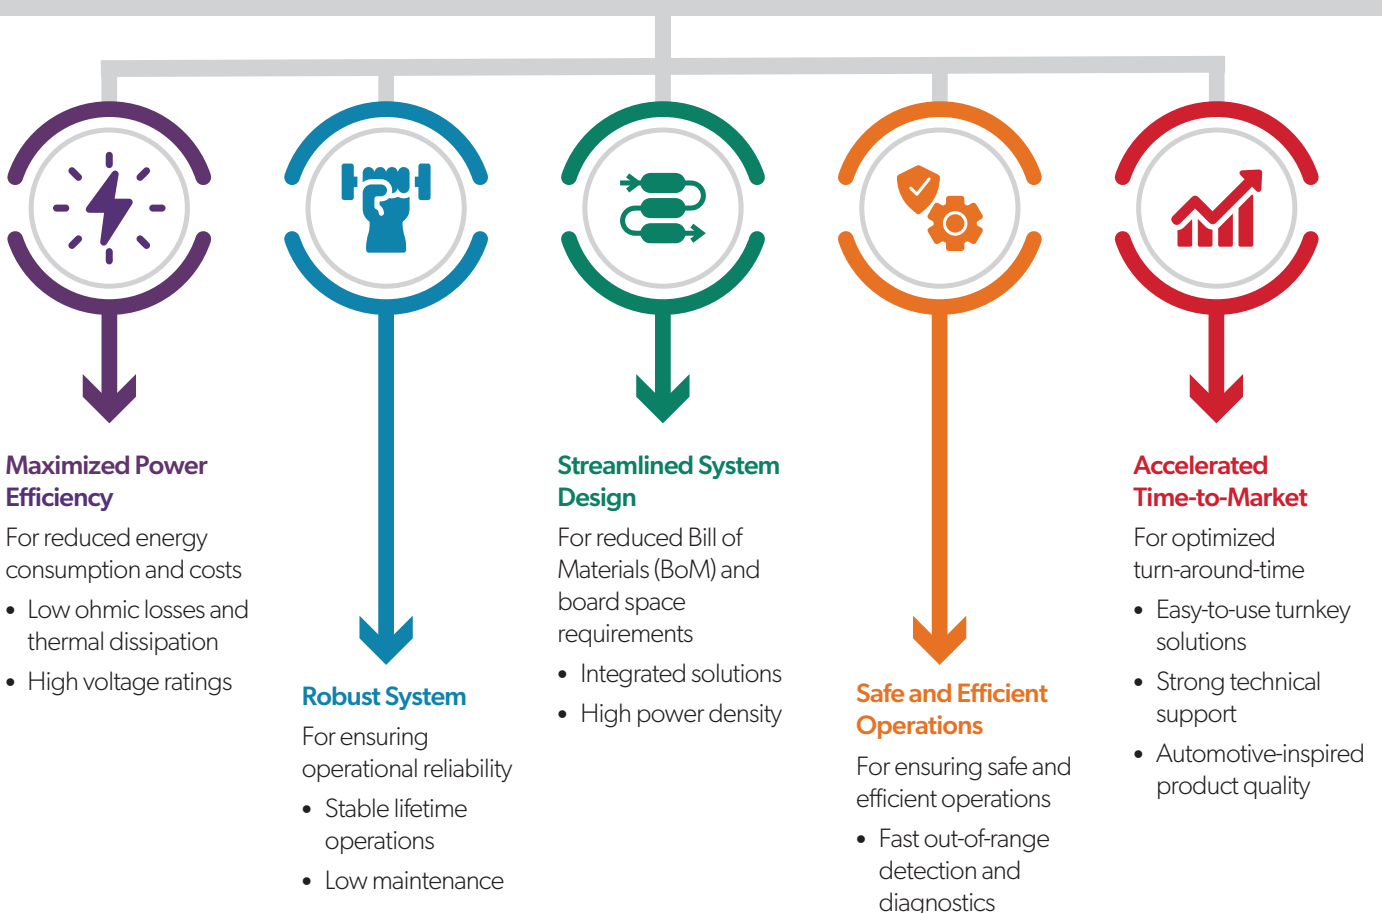 Maximized Power
Efficiency
For reduced energy
consumption and costs
• Low ohmic losses and
thermal dissipation
• High voltage ratings
Robust System
For ensuring
operational reliability
• Stable lifetime
operations
• Low maintenance
Streamlined System
Design
For reduced Bill of
Materials (BoM) and
board space
requirements
• Integrated solutions
• High power density
Safe and Efficient
Operations
For ensuring safe and
efficient operations
• Fast out-of-range
detection and
diagnostics
Accelerated
Time-to-Market
For optimized
turn-around-time
• Easy-to-use turnkey
solutions
• Strong technical
support
• Automotive-inspired
product quality